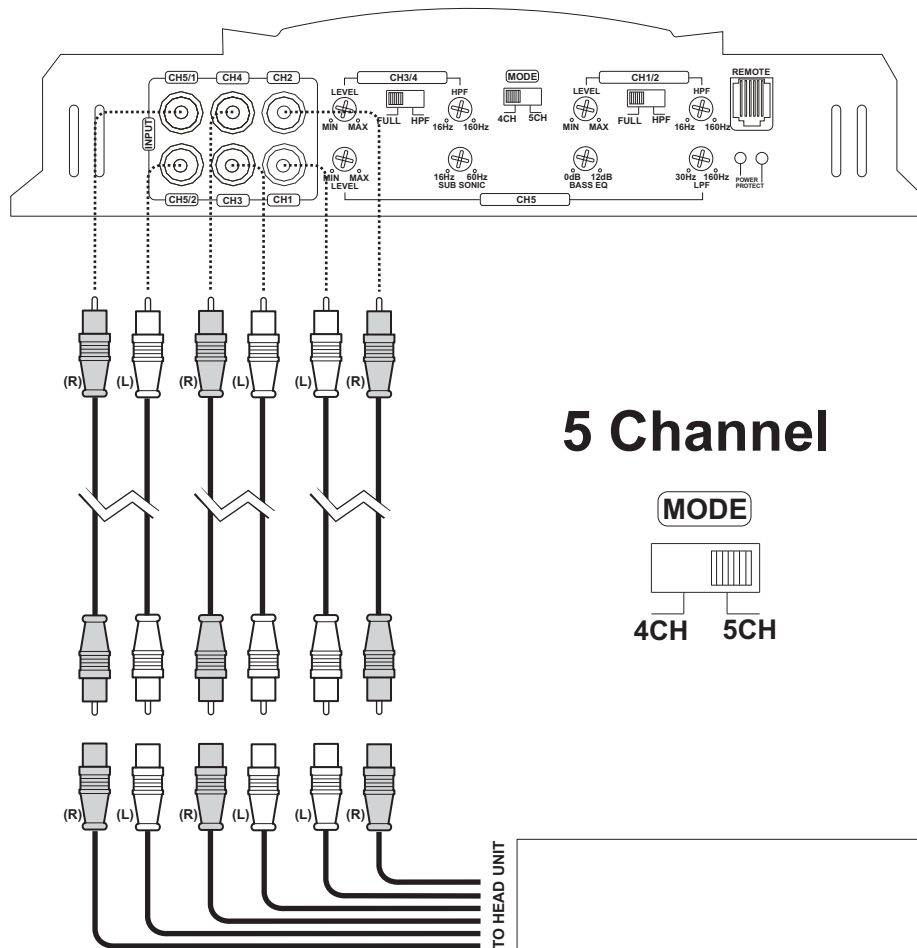 CH5/1 CH4 CH2
INPUT
CH5/2 CH3 CH1
CH3/4
LEVEL
MIN MAX
FULL HPF
HPF
16Hz 160Hz
MODE
4CH 5CH
CH1/2
LEVEL
MIN MAX
FULL HPF
HPF
16Hz 160Hz
REMOTE
MIN MAX
LEVEL
16Hz 60Hz
SUB SONIC
0dB 12dB
BASS EQ
30Hz 160Hz
LPF
POWER
PROTECT
CH5
(R) (L) (R) (L) (L) (R)
5 Channel
MODE
4CH 5CH
(R) (L) (R) (L) (L) (R)
TO HEAD UNIT